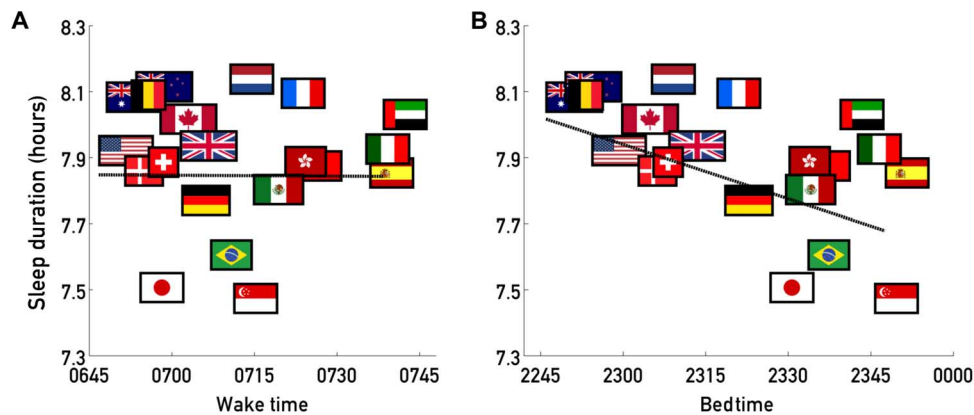 A
B
Sleep duration (hours)
8.3
8.1
7.9
7.7
7.5
7.3
0645 0700 0715 0730 0745
Wake time
8.3
8.1
7.9
7.7
7.5
7.3
2245 2300 2315 2330 2345 0000
Bedtime